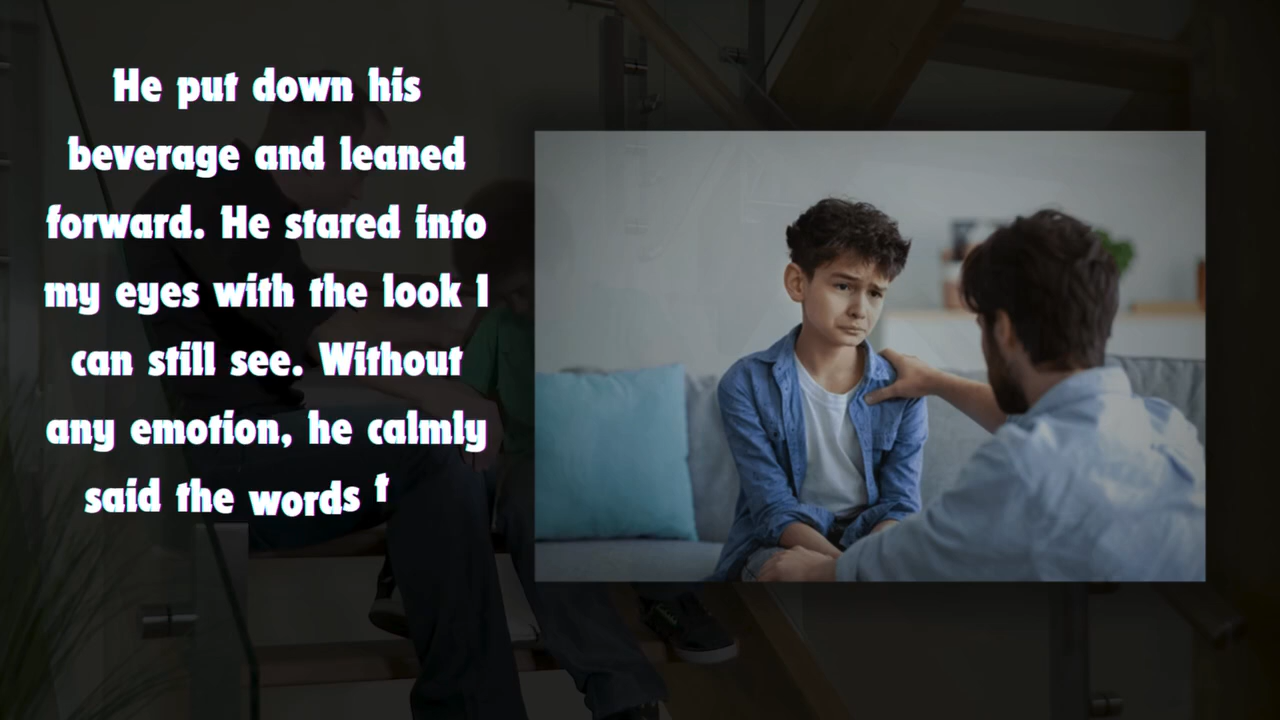 He put down his
beverage and leaned
forward. He stared into
my eyes with the look I
can still see. Without
any emotion, he calmly
said the words t